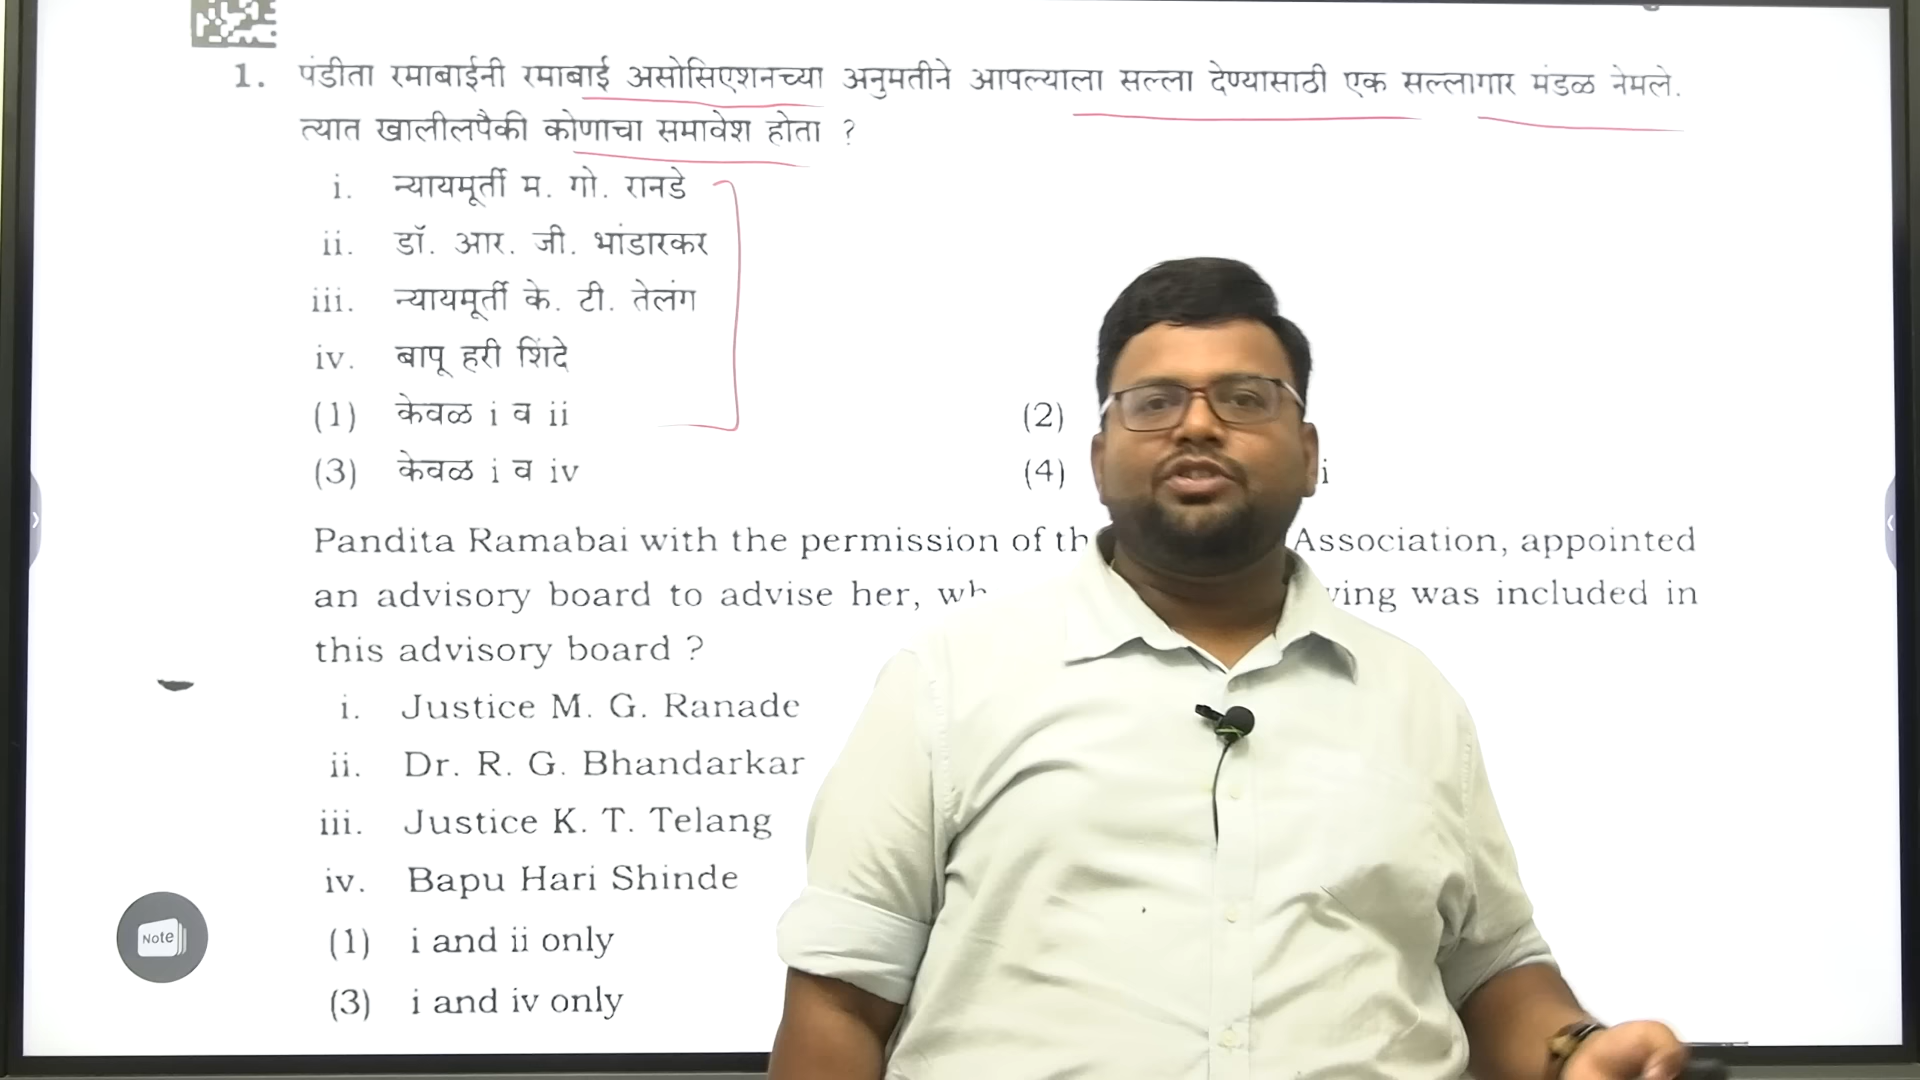 1. पंडीता रमाबाईनी रमाबाई असोसिएशनच्या अनुमतीने आपल्याला सल्ला देण्यासाठी एक सल्लागार मंडळ नेमले.
त्यात खालीलपैकी कोणाचा समावेश होता ?
i. न्यायमूर्ती म. गो. रानडे
ii. डॉ. आर. जी. भांडारकर
iii. न्यायमूर्ती के. टी. तेलंग
iv. बापू हरी शिंदे
(1) केवळ i व ii (2)
(3) केवळ i व iv (4)
Pandita Ramabai with the permission of Association, appointed
an advisory board to advise her, was included in
this advisory board ?
i. Justice M. G. Ranade
ii. Dr. R. G. Bhandarkar
iii. Justice K. T. Telang
iv. Bapu Hari Shinde
(1) i and ii only
(3) i and iv only
Note